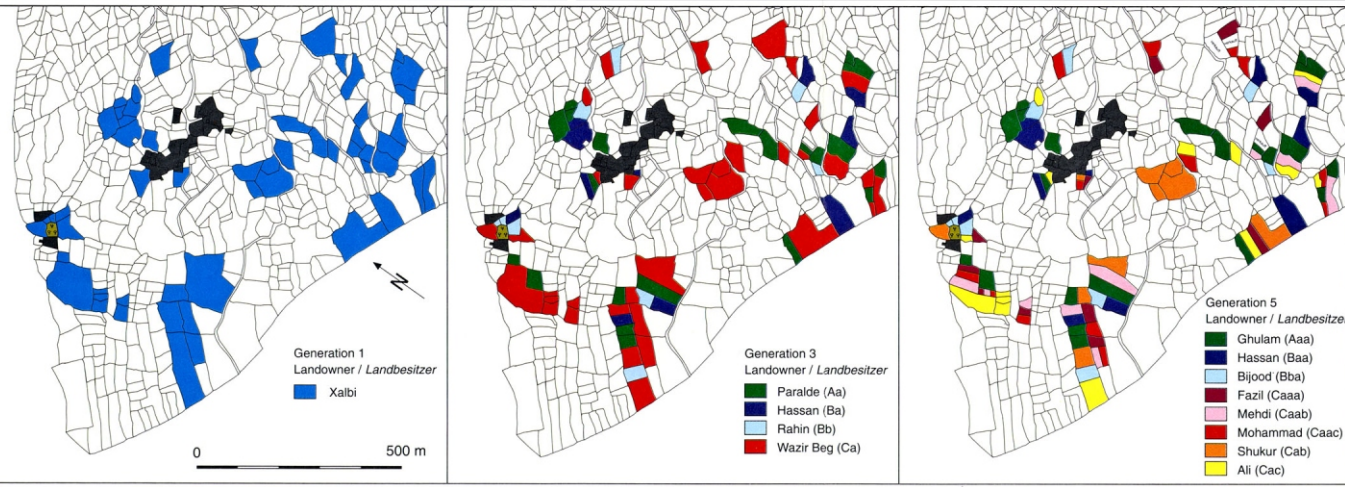 Generation 1
Landowner / Landbesitzer
Xalbi
0 500 m
N
Generation 3
Landowner / Landbesitzer
Paralde (Aa)
Hassan (Ba)
Rahin (Bb)
Wazir Beg (Ca)
Generation 5
Landowner / Landbesitzer
Ghulam (Aaa)
Hassan (Baa)
Bijood (Bba)
Fazil (Caaa)
Mehdi (Caab)
Mohammad (Caac)
Shukur (Cab)
Ali (Cac)